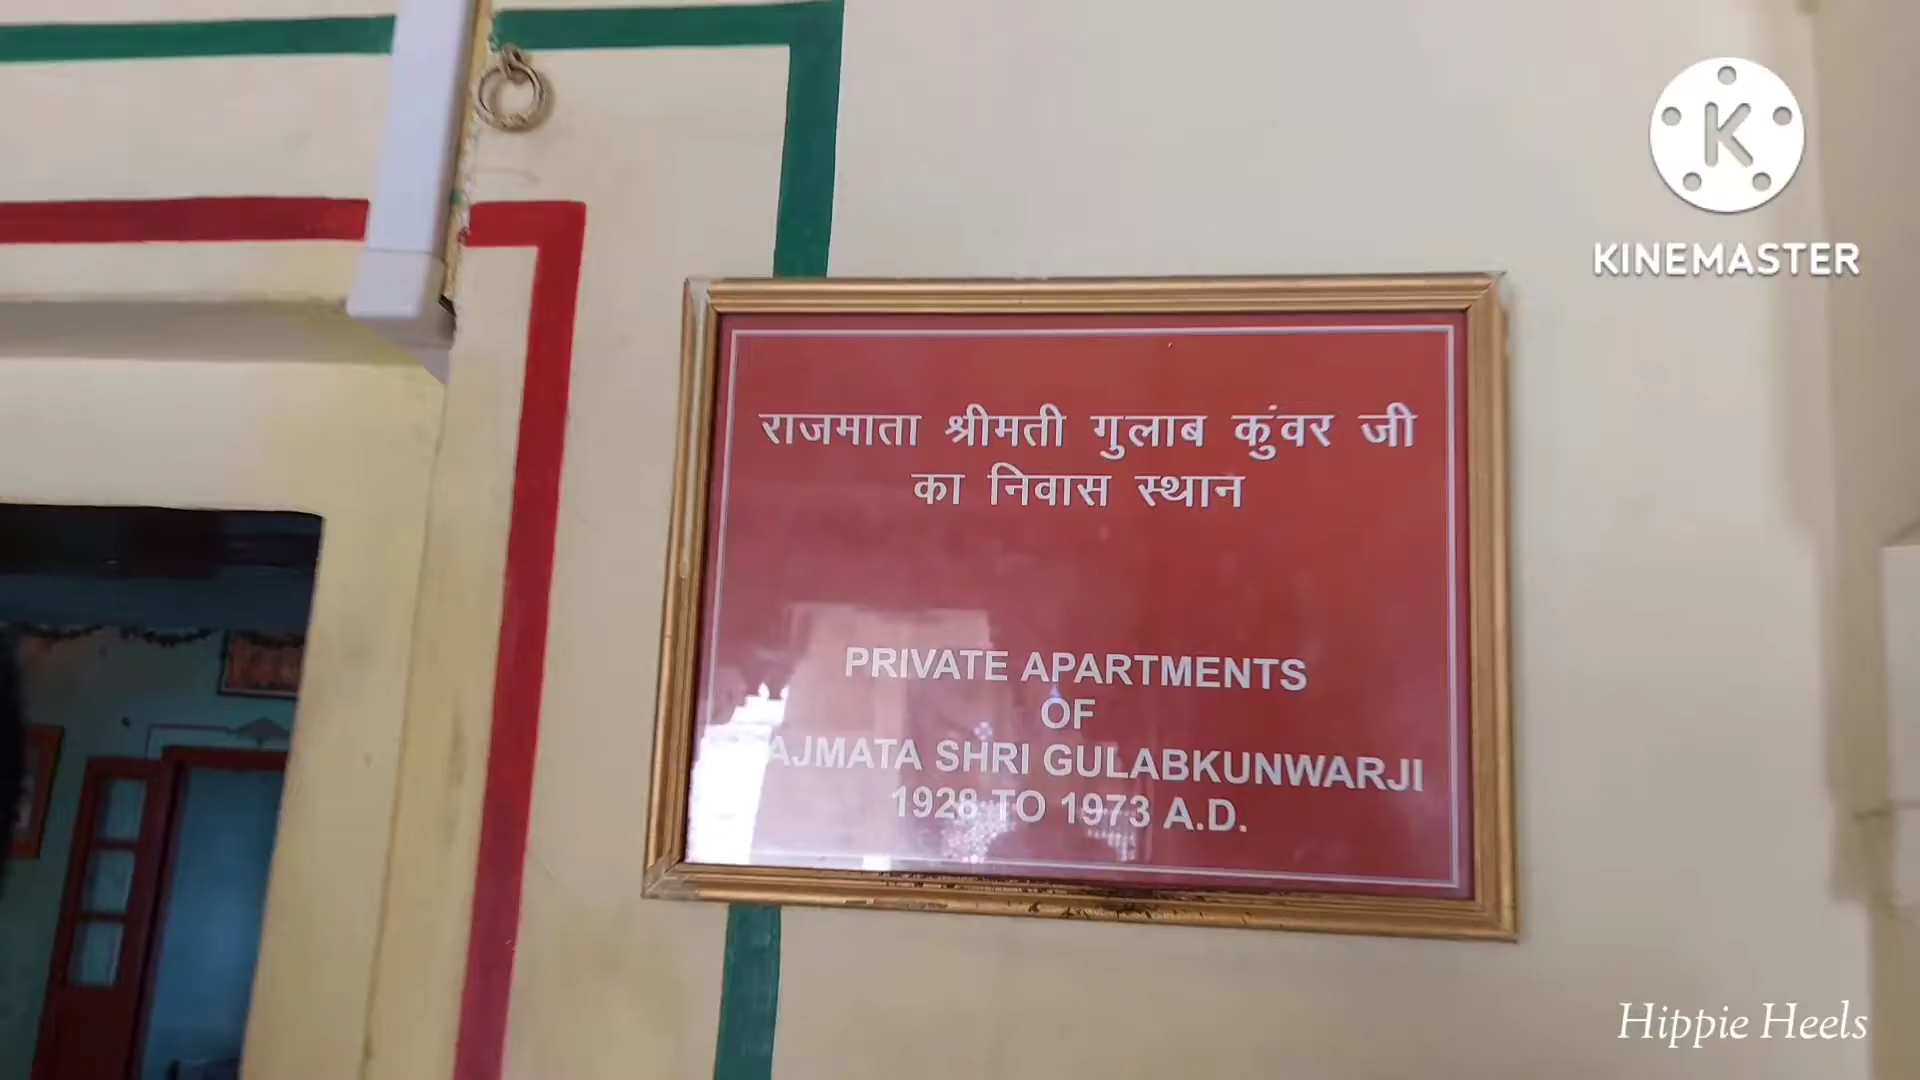 राजमाता श्रीमती गुलाब कुंवर जी
का निवास स्थान
PRIVATE APARTMENTS
OF
AJMATA SHRI GULABKUNWARJI
1928 TO 1973 A.D.
K
KINEMASTER
Hippie Heels